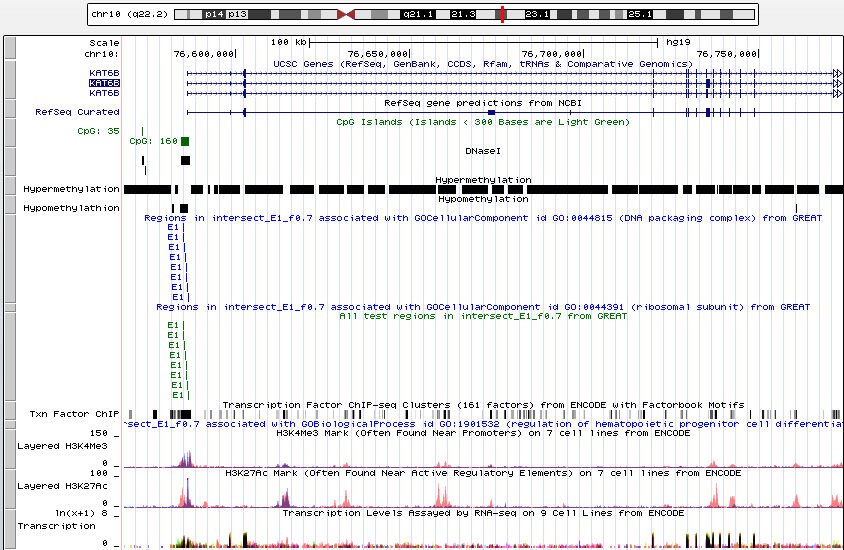 chr10 (q22.2) p14 p13 q21.1 21.3 23.1 25.1
Scale 100 kb hg19
chr10: 76,600,000 76,650,000 76,700,000 76,750,000
UCSC Genes (RefSeq, GenBank, CCDS, Rfam, tRNAs & Comparative Genomics)
KAT6B
KAT6B
KAT6B
RefSeq gene predictions from NCBI
RefSeq Curated
CpG Islands (Islands < 300 Bases are Light Green)
CpG: 35
CpG: 160
DNaseI
Hypermethylation
Hypermethylation
Hypomethylation
Hypomethylathion
Regions in intersect_E1_f0.7 associated with GOCellularComponent id GO:0044815 (DNA packaging complex) from GREAT
E1
E1
E1
E1
E1
E1
E1
E1
Regions in intersect_E1_f0.7 associated with GOCellularComponent id GO:0044391 (ribosomal subunit) from GREAT
All test regions in intersect_E1_f0.7 from GREAT
E1
E1
E1
E1
E1
E1
E1
E1
Transcription Factor ChIP-seq Clusters (161 factors) from ENCODE with Factorbook Motifs
Txn Factor ChIP
sect_E1_f0.7 associated with GOBiologicalProcess id GO:1901532 (regulation of hematopoietic progenitor cell differentia
H3K4Me3 Mark (Often Found Near Promoters) on 7 cell lines from ENCODE
150 _
Layered H3K4Me3
0 _
H3K27Ac Mark (Often Found Near Active Regulatory Elements) on 7 cell lines from ENCODE
100 _
Layered H3K27Ac
0 _
Transcription Levels Assayed by RNA-seq on 9 Cell Lines from ENCODE
ln(x+1) 8 _
Transcription
0 _